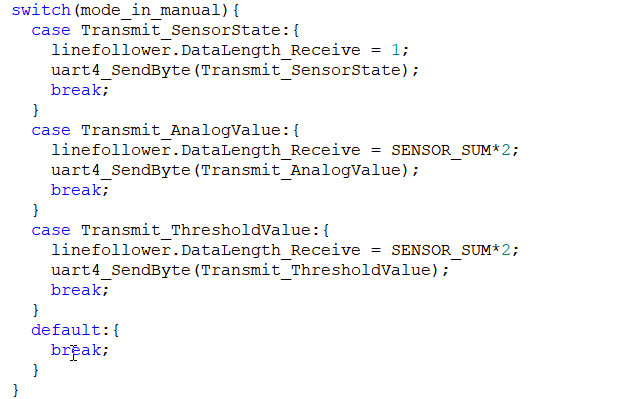 switch(mode_in_manual){
  case Transmit_SensorState:{
    linefollower.DataLength_Receive = 1;
    uart4_SendByte(Transmit_SensorState);
    break;
  }
  case Transmit_AnalogValue:{
    linefollower.DataLength_Receive = SENSOR_SUM*2;
    uart4_SendByte(Transmit_AnalogValue);
    break;
  }
  case Transmit_ThresholdValue:{
    linefollower.DataLength_Receive = SENSOR_SUM*2;
    uart4_SendByte(Transmit_ThresholdValue);
    break;
  }
  default:{
    break;
  }
}